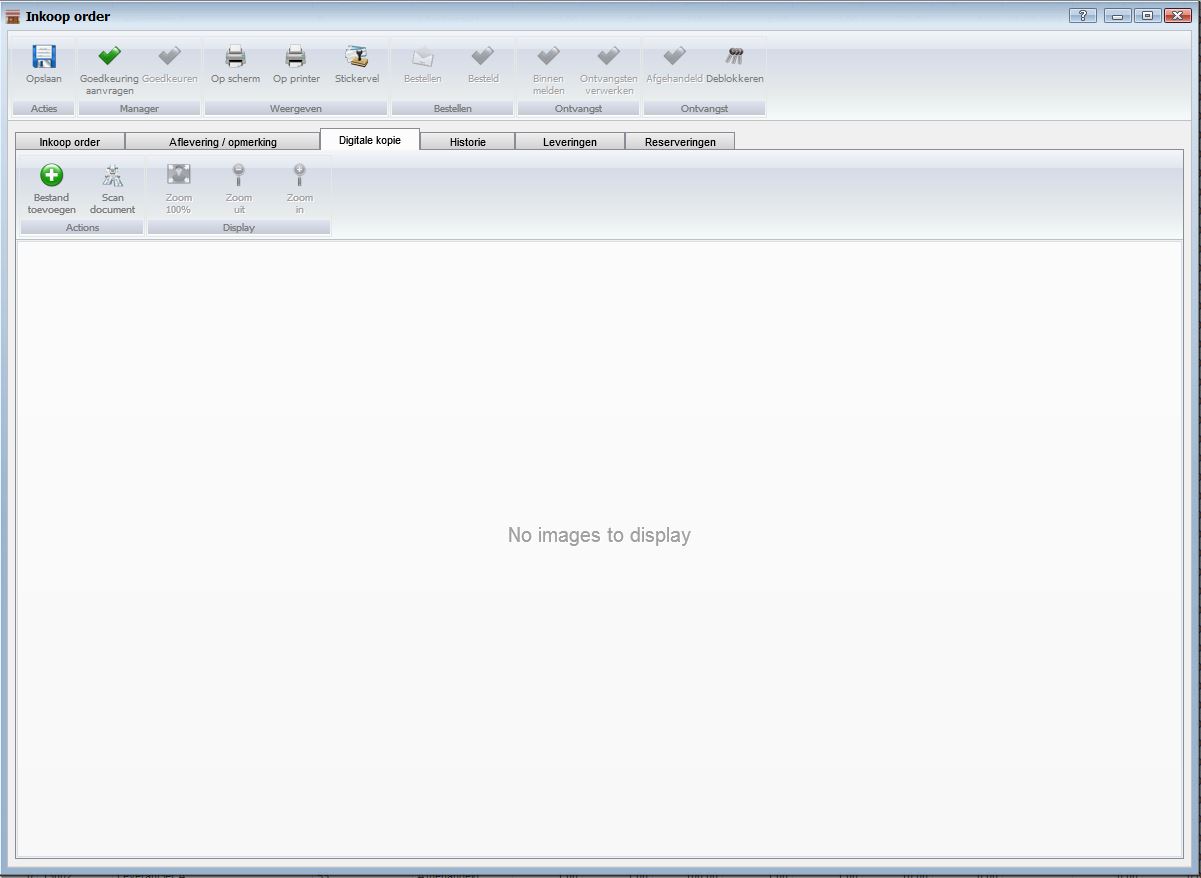 Inkoop order
Opslaan
Goedkeuring aanvragen
Goedkeuren
Op scherm
Op printer
Stickervel
Bestellen
Besteld
Binnen melden
Ontvangsten verwerken
Afgehandeld
Deblokkeren
Acties
Manager
Weergeven
Bestellen
Ontvangst
Ontvangst
Inkoop order
Aflevering / opmerking
Digitale kopie
Historie
Leveringen
Reserveringen
Bestand toevoegen
Scan document
Zoom 100%
Zoom uit
Zoom in
Actions
Display
No images to display